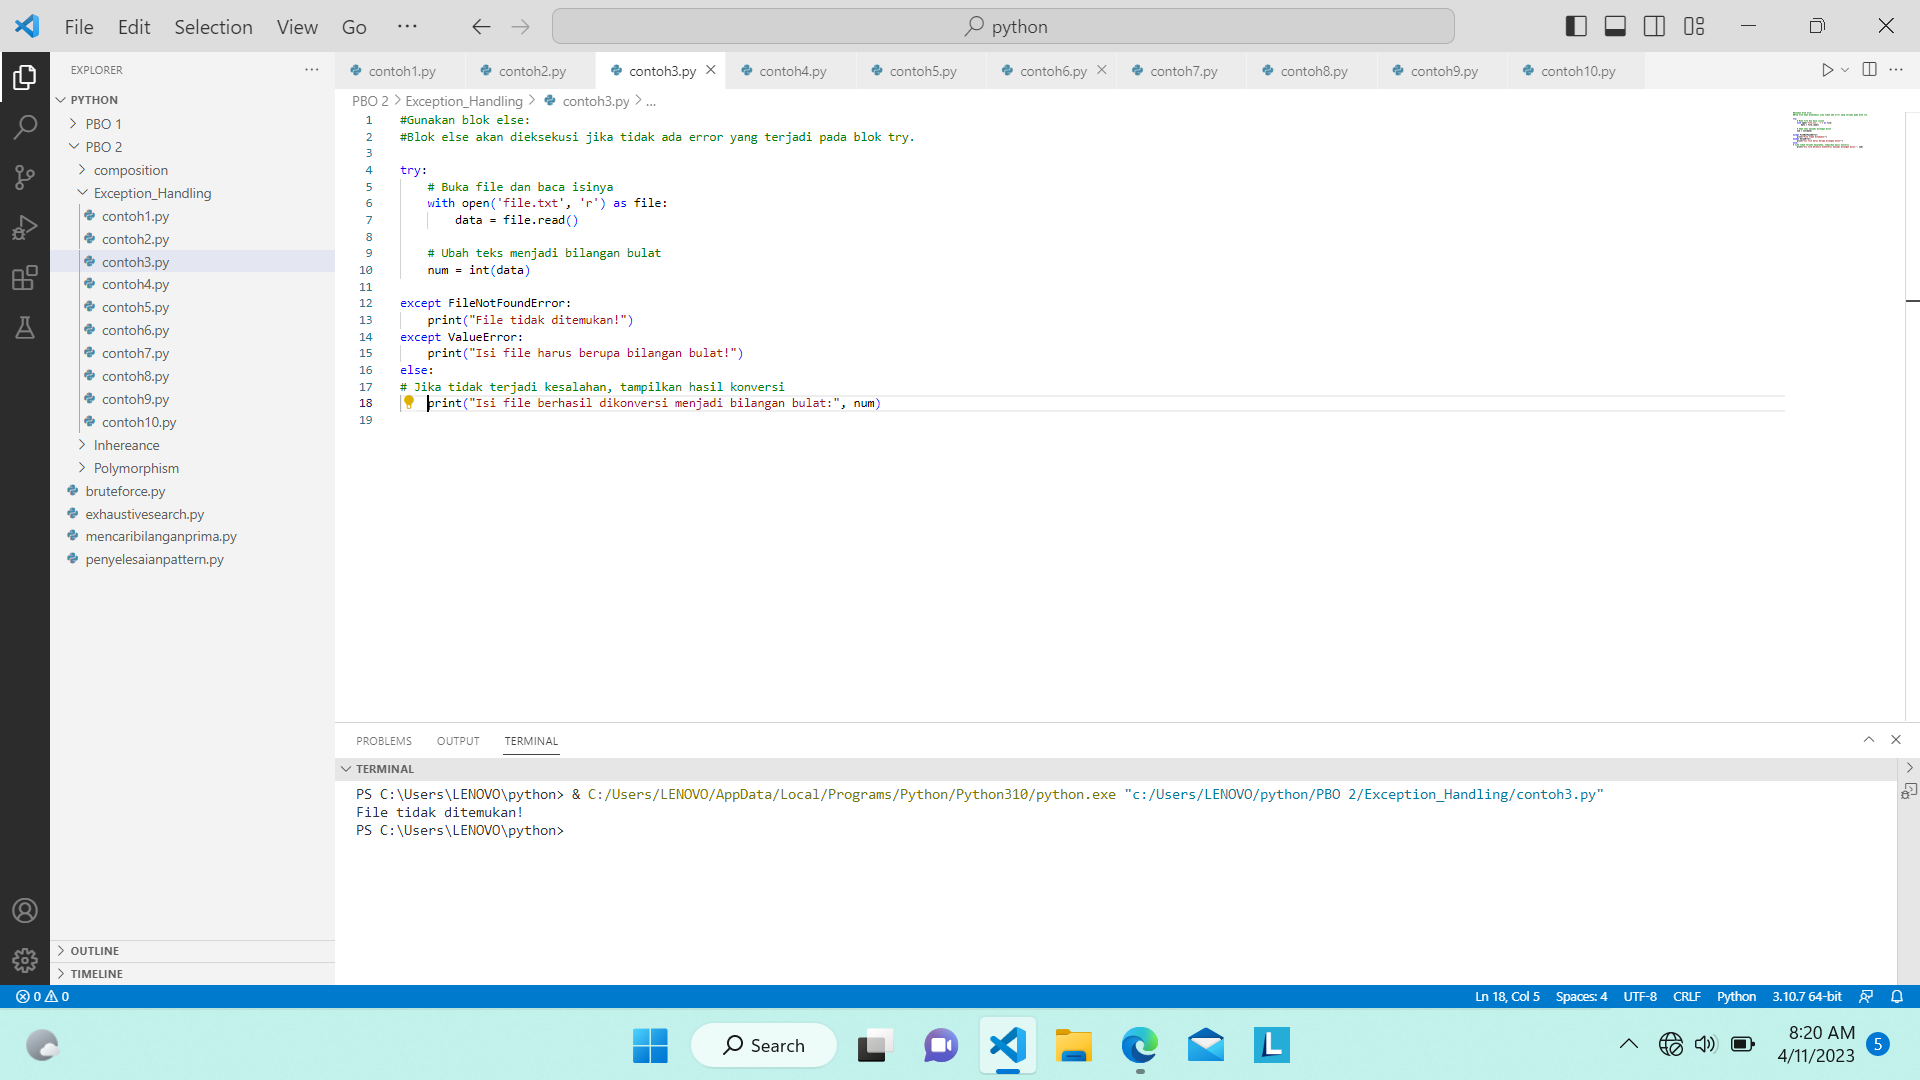 File Edit Selection View Go ... python
EXPLORER ...
contoh1.py contoh2.py contoh3.py contoh4.py contoh5.py contoh6.py contoh7.py contoh8.py contoh9.py contoh10.py
PYTHON
PBO 1
PBO 2
composition
Exception_Handling
contoh1.py
contoh2.py
contoh3.py
contoh4.py
contoh5.py
contoh6.py
contoh7.py
contoh8.py
contoh9.py
contoh10.py
Inhereance
Polymorphism
bruteforce.py
exhaustivesearch.py
mencaribilanganprima.py
penyelesaianpattern.py
OUTLINE
TIMELINE
PBO 2 > Exception_Handling > contoh3.py > ...
1 #Gunakan blok else:
2 #Blok else akan dieksekusi jika tidak ada error yang terjadi pada blok try.
3
4 try:
5     # Buka file dan baca isinya
6     with open('file.txt', 'r') as file:
7         data = file.read()
8
9     # Ubah teks menjadi bilangan bulat
10     num = int(data)
11
12 except FileNotFoundError:
13     print("File tidak ditemukan!")
14 except ValueError:
15     print("Isi file harus berupa bilangan bulat!")
16 else:
17 # Jika tidak terjadi kesalahan, tampilkan hasil konversi
18     print("Isi file berhasil dikonversi menjadi bilangan bulat:", num)
19
PROBLEMS OUTPUT TERMINAL
TERMINAL
PS C:\Users\LENOVO\python> & C:/Users/LENOVO/AppData/Local/Programs/Python/Python310/python.exe "c:/Users/LENOVO/python/PBO 2/Exception_Handling/contoh3.py"
File tidak ditemukan!
PS C:\Users\LENOVO\python>
0 0 Ln 18, Col 5 Spaces: 4 UTF-8 CRLF Python 3.10.7 64-bit
Search L 8:20 AM 5
4/11/2023